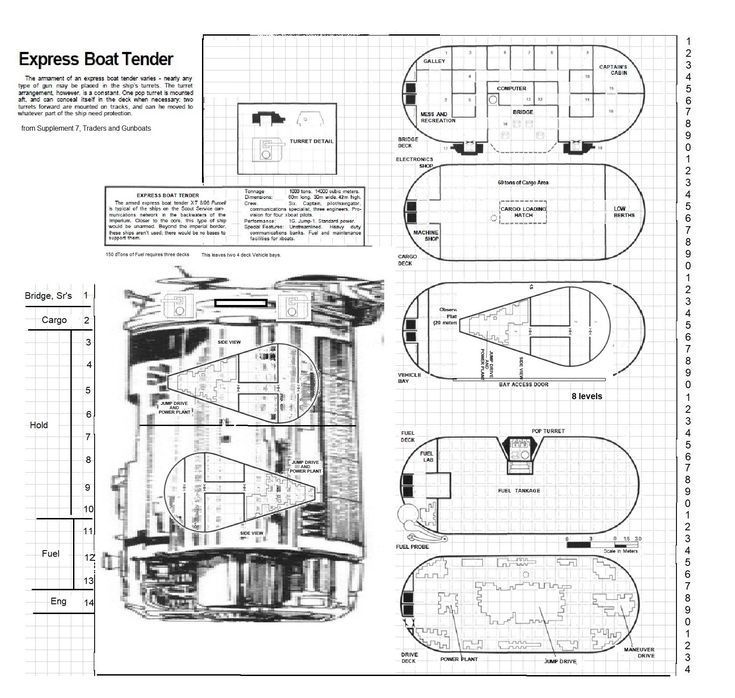 Express Boat Tender
The armament of an express boat tender varies - nearly any
type of gun may be placed in the ship's turrets. The turret
arrangement, however, is a constant. One pop turret is mounted
aft, and can conceal itself in the deck when necessary; two
turrets forward are mounted on tracks, and can be moved to
whatever part of the ship need protection.
from Supplement 7, Traders and Gunboats
TURRET DETAIL
EXPRESS BOAT TENDER
The armed express boat tender
is typical of those on the Scout Service com-
munications network in the backwaters of the
Imperium. Closer to the core, this type of ship
would be unarmed. Beyond the imperial border,
these ships aren't used, there would be no bases to
support them.
Tonnage 1000 tons. 14000 cubic meters.
Dimensions: 60m long, 30m wide, 42m high.
Crew: Six. Captain, pilot/navigator,
communications specialist, three engineers. Pro-
vision for four xboat pilots.
Performance: 1G. Jump-1. Standard power.
Special Features: Unstreamlined. Heavy duty
communications banks. Fuel and maintenance
facilities for xboats.
150 dTons of Fuel requires three decks
This leaves two 4 deck Vehicle bays.
Bridge, Sr's 1
Cargo 2
3
4
5
6
7
8
9
10
Hold
11
12
13
Fuel
14
Eng
SIDE VIEW
JUMP DRIVE
AND
POWER PLANT
JUMP DRIVE
AND
POWER PLANT
SIDE VIEW
GALLEY
CAPTAIN'S
CABIN
COMPUTER
MESS AND
RECREATION
BRIDGE
BRIDGE
DECK
ELECTRONICS
SHOP
60 tons of Cargo Area
CARGO LOADING
HATCH
LOW
BERTHS
MACHINE
SHOP
CARGO
DECK
JUMP DRIVE
AND
POWER PLANT
SIDE VIEW
VEHICLE
BAY
BAY ACCESS DOOR
8 levels
FUEL
DECK
POP TURRET
FUEL
LAB
FUEL TANKAGE
FUEL PROBE
Scale in Meters
DRIVE
DECK
POWER PLANT
JUMP DRIVE
MANEUVER
DRIVE
1
2
3
4
5
6
7
8
9
0
1
2
3
4
5
6
7
8
9
0
1
2
3
4
5
6
7
8
9
0
1
2
3
4
5
6
7
8
9
0
1
2
3
4
5
6
7
8
9
0
1
2
3
4